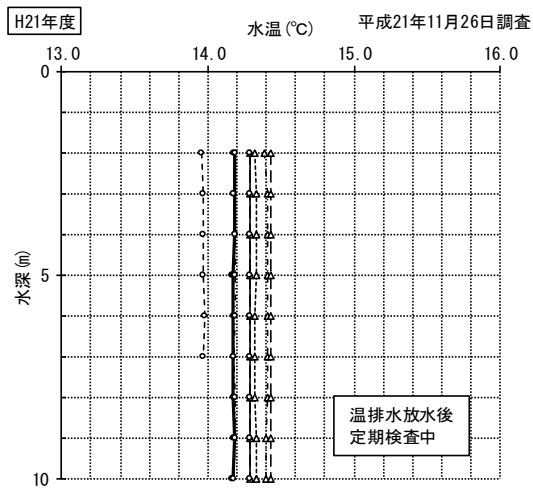 H21年度
水温(℃)
平成21年11月26日調査
13.0 14.0 15.0 16.0
0
5
10
水深(m)
温排水放水後
定期検査中